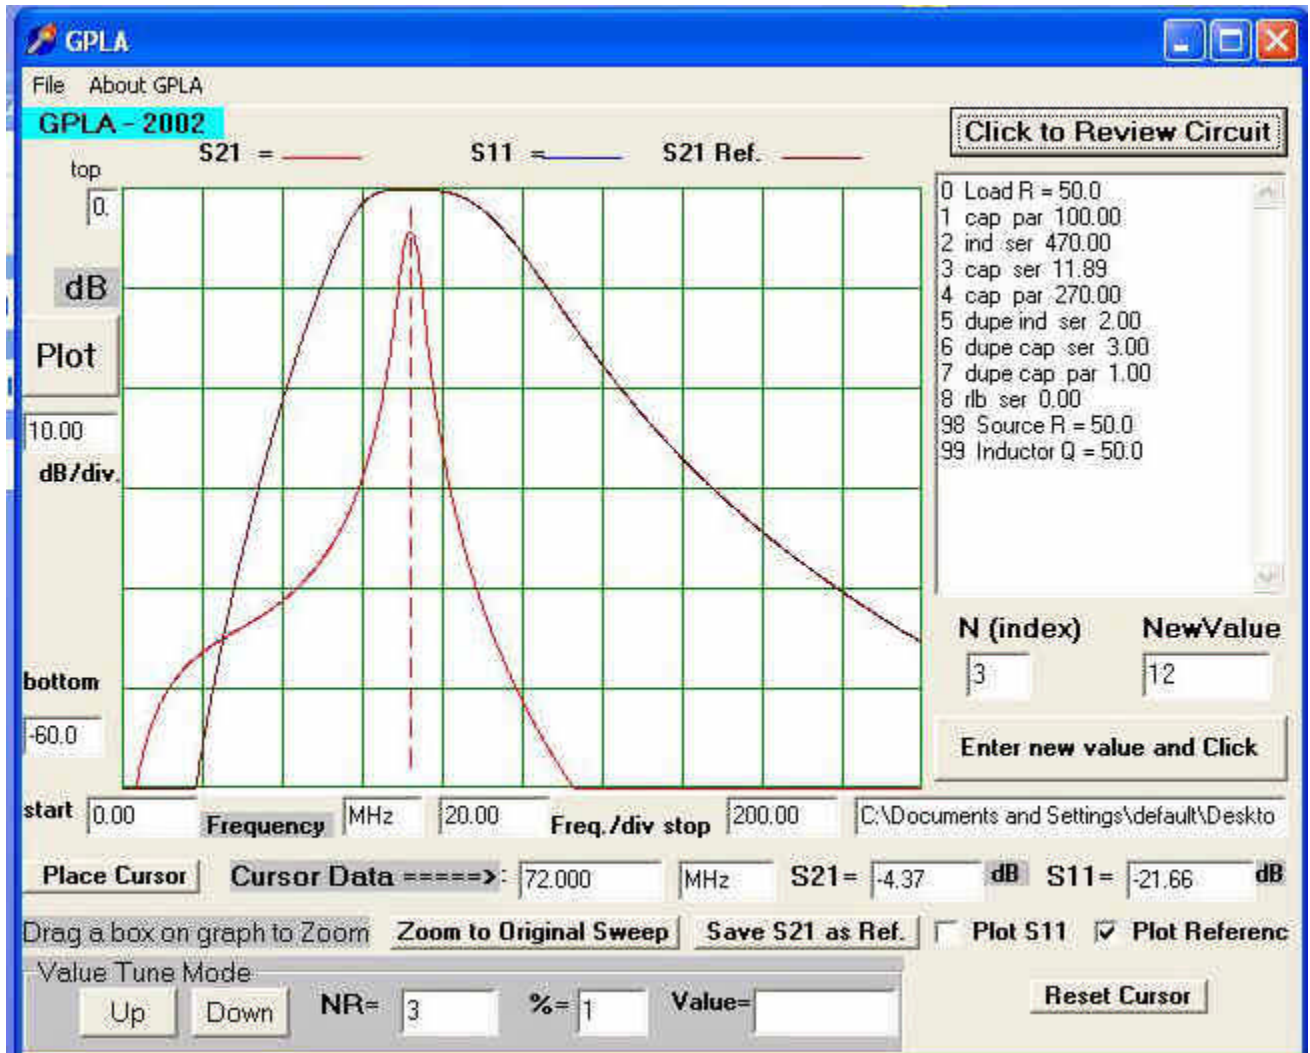 GPLA
File About GPLA
GPLA - 2002
Click to Review Circuit
S21 = S11 = S21 Ref.
top
0.
dB
Plot
10.00
dB/div.
bottom
-60.0
0 Load R = 50.0
1 cap par 100.00
2 ind ser 470.00
3 cap ser 11.89
4 cap par 270.00
5 dupe ind ser 2.00
6 dupe cap ser 3.00
7 dupe cap par 1.00
8 rlb ser 0.00
98 Source R = 50.0
99 Inductor Q = 50.0
N (index) NewValue
3 12
Enter new value and Click
start 0.00 Frequency MHz 20.00 Freq./div stop 200.00 C:\Documents and Settings\default\Deskto
Place Cursor Cursor Data =====>: 72.000 MHz S21= -4.37 dB S11= -21.66 dB
Drag a box on graph to Zoom Zoom to Original Sweep Save S21 as Ref. Plot S11 Plot Referenc
Value Tune Mode
Up Down NR= 3 %= 1 Value= Reset Cursor